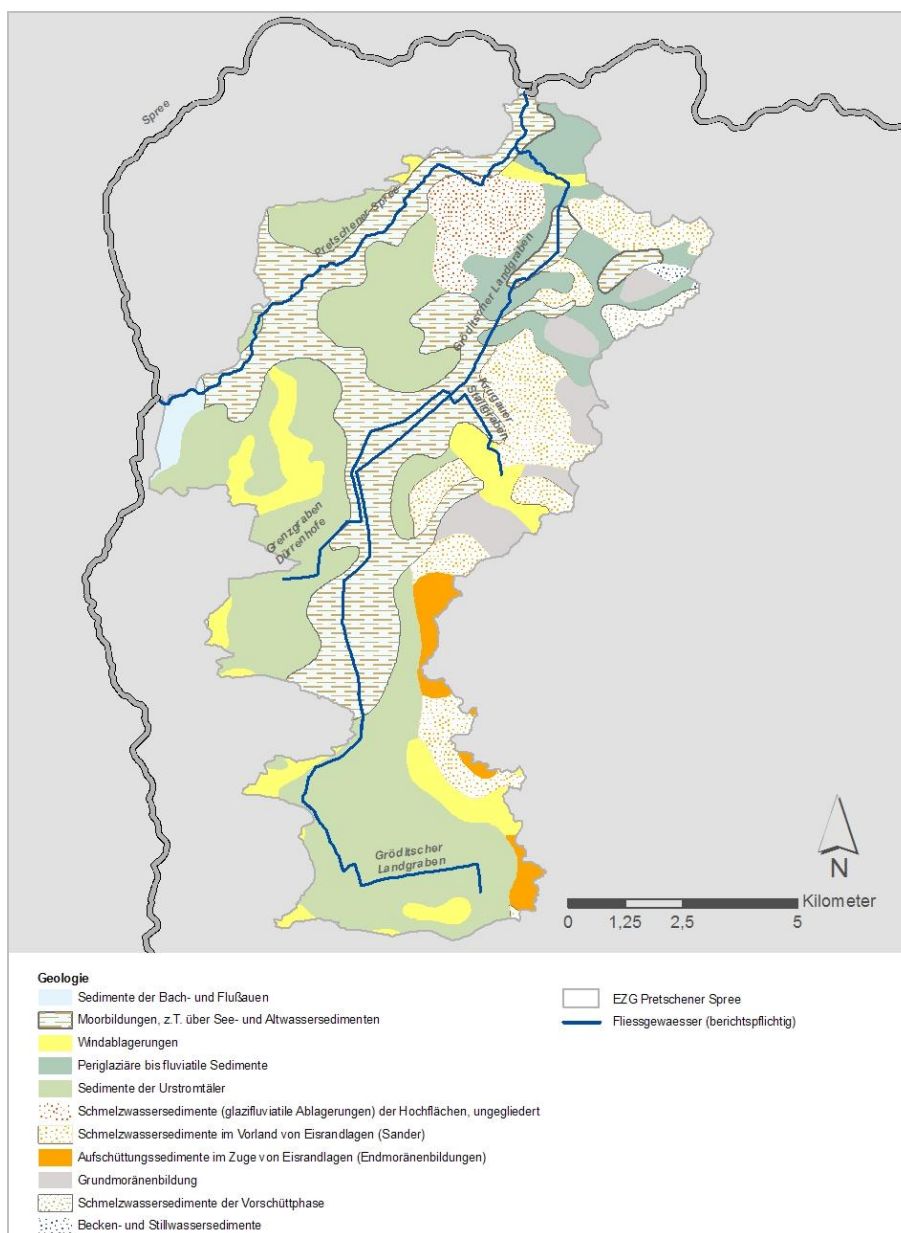 Spree
Pretschener Spree
Gröditscher Landgraben
Krugauer
Stallgraben
Grenzgraben
Dürrenhofe
Gröditscher
Landgraben
N
Kilometer
0 1,25 2,5 5
Geologie
Sedimente der Bach- und Flußauen
Moorbildungen, z.T. über See- und Altwassersedimenten
Windablagerungen
Periglaziäre bis fluviatile Sedimente
Sedimente der Urstromtäler
Schmelzwassersedimente (glazifluviatile Ablagerungen) der Hochflächen, ungegliedert
Schmelzwassersedimente im Vorland von Eisrandlagen (Sander)
Aufschüttungssedimente im Zuge von Eisrandlagen (Endmoränenbildungen)
Grundmoränenbildung
Schmelzwassersedimente der Vorschüttphase
Becken- und Stillwassersedimente
EZG Pretschener Spree
Fliessgewaesser (berichtspflichtig)